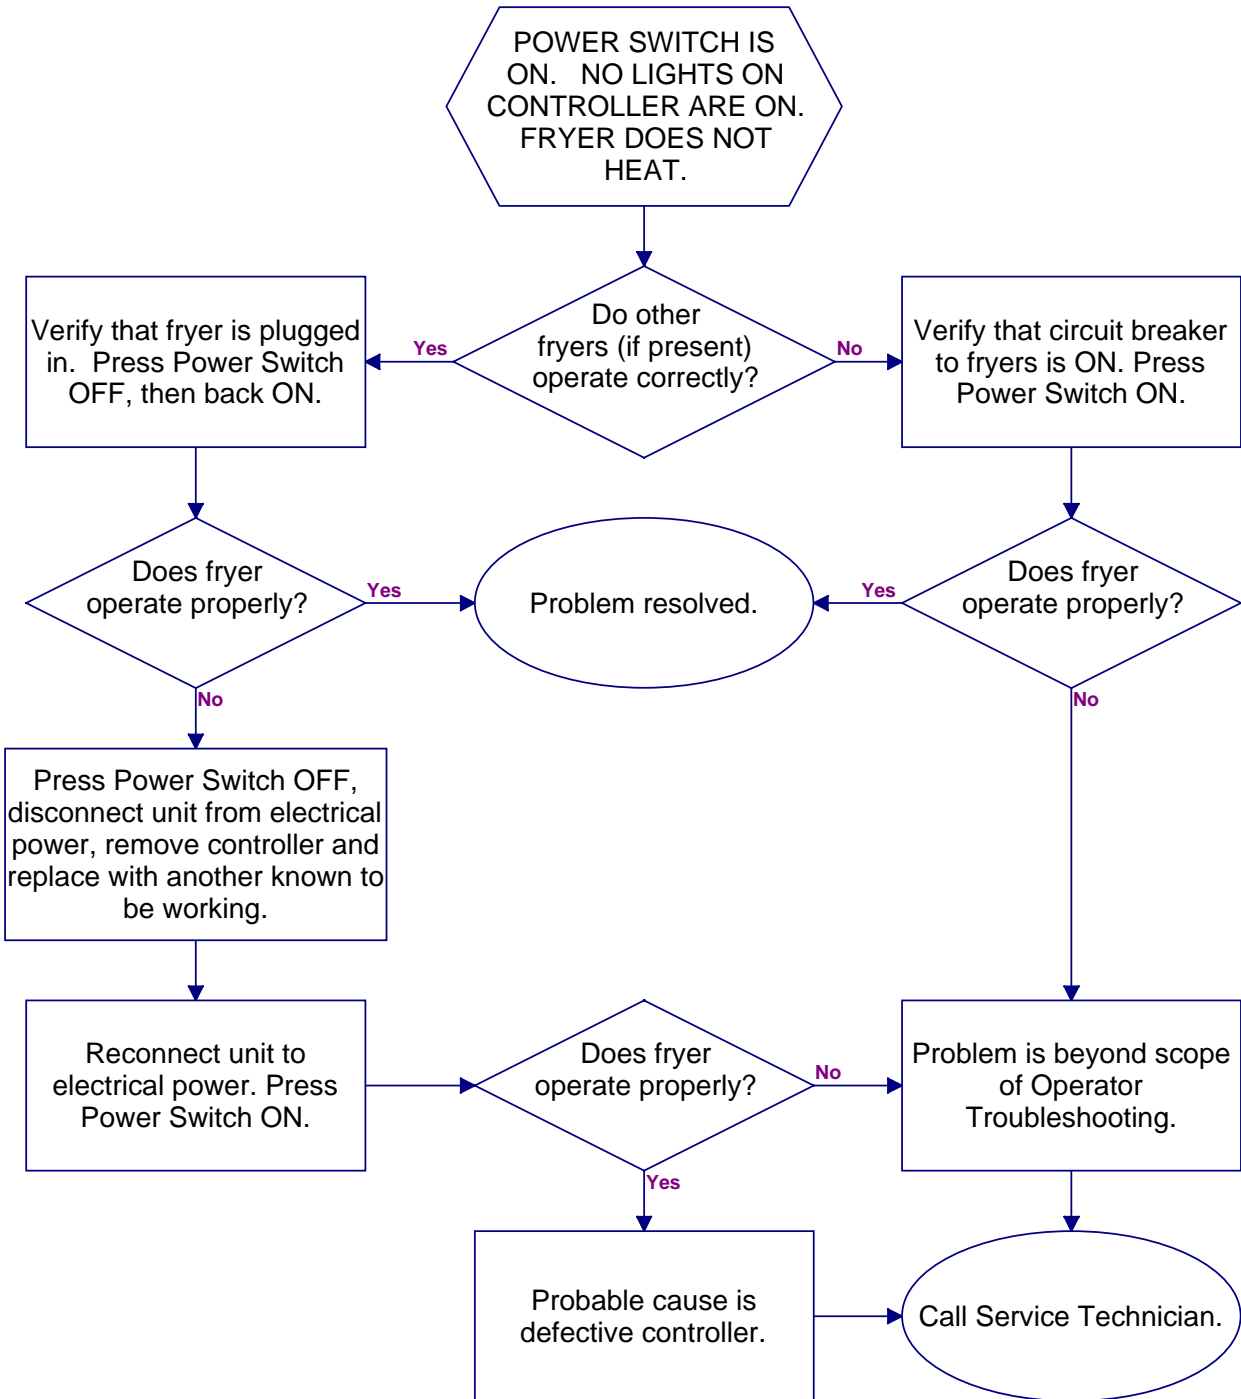 POWER SWITCH IS
ON. NO LIGHTS ON
CONTROLLER ARE ON.
FRYER DOES NOT
HEAT.
Do other
fryers (if present)
operate correctly?
Yes
No
Verify that fryer is plugged
in. Press Power Switch
OFF, then back ON.
Verify that circuit breaker
to fryers is ON. Press
Power Switch ON.
Does fryer
operate properly?
Yes
No
Problem resolved.
Does fryer
operate properly?
Yes
No
Press Power Switch OFF,
disconnect unit from electrical
power, remove controller and
replace with another known to
be working.
Reconnect unit to
electrical power. Press
Power Switch ON.
Does fryer
operate properly?
No
Yes
Problem is beyond scope
of Operator
Troubleshooting.
Probable cause is
defective controller.
Call Service Technician.